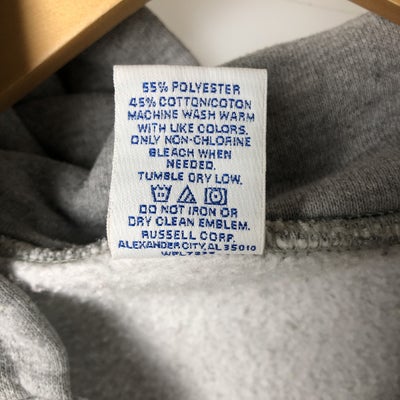 55% POLYESTER
45% COTTON/COTON
MACHINE WASH WARM
WITH LIKE COLORS.
ONLY NON-CHLORINE
BLEACH WHEN
NEEDED.
TUMBLE DRY LOW.
DO NOT IRON OR
DRY CLEAN EMBLEM.
RUSSELL CORP.
ALEXANDER CITY, AL 35010